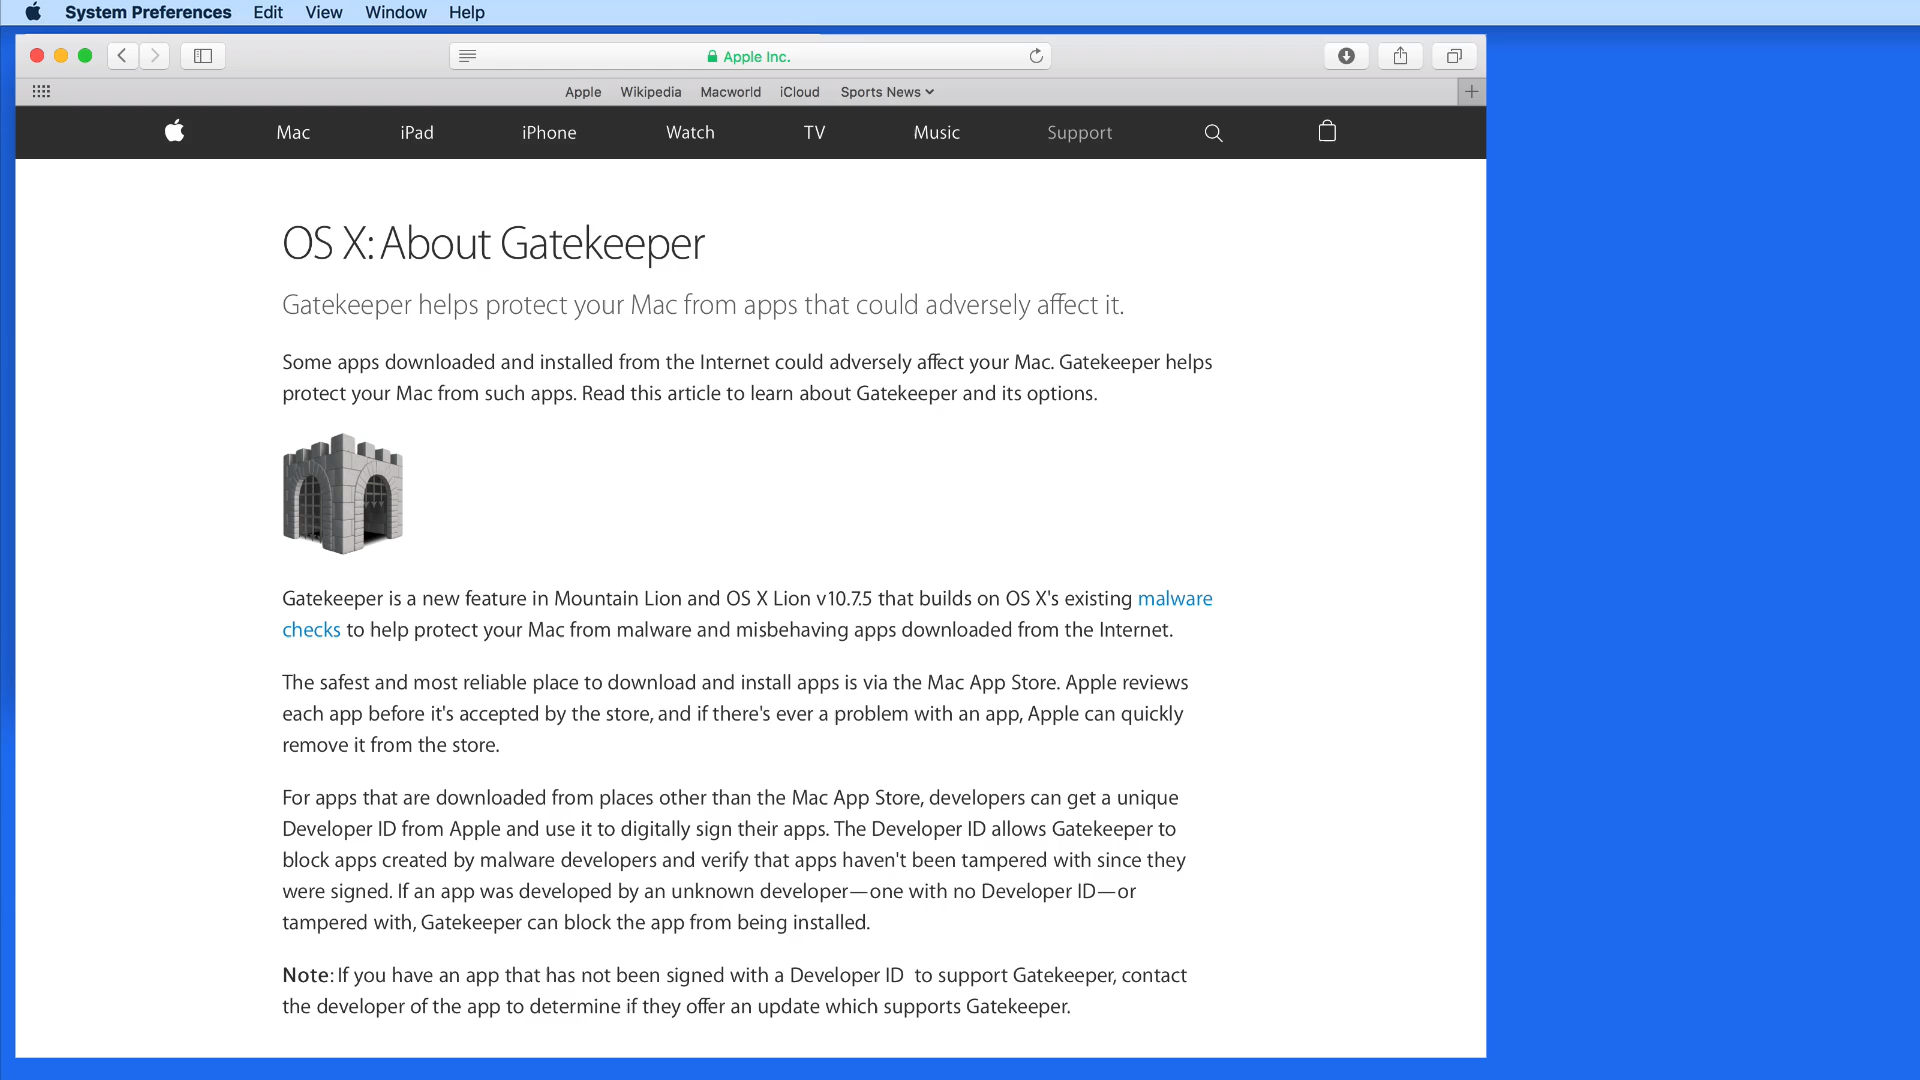 System Preferences Edit View Window Help
Apple Inc.
Apple Wikipedia Macworld iCloud Sports News
Mac iPad iPhone Watch TV Music Support
OS X: About Gatekeeper
Gatekeeper helps protect your Mac from apps that could adversely affect it.
Some apps downloaded and installed from the Internet could adversely affect your Mac. Gatekeeper helps
protect your Mac from such apps. Read this article to learn about Gatekeeper and its options.
Gatekeeper is a new feature in Mountain Lion and OS X Lion v10.7.5 that builds on OS X's existing malware
checks to help protect your Mac from malware and misbehaving apps downloaded from the Internet.
The safest and most reliable place to download and install apps is via the Mac App Store. Apple reviews
each app before it's accepted by the store, and if there's ever a problem with an app, Apple can quickly
remove it from the store.
For apps that are downloaded from places other than the Mac App Store, developers can get a unique
Developer ID from Apple and use it to digitally sign their apps. The Developer ID allows Gatekeeper to
block apps created by malware developers and verify that apps haven't been tampered with since they
were signed. If an app was developed by an unknown developer—one with no Developer ID—or
tampered with, Gatekeeper can block the app from being installed.
Note: If you have an app that has not been signed with a Developer ID to support Gatekeeper, contact
the developer of the app to determine if they offer an update which supports Gatekeeper.